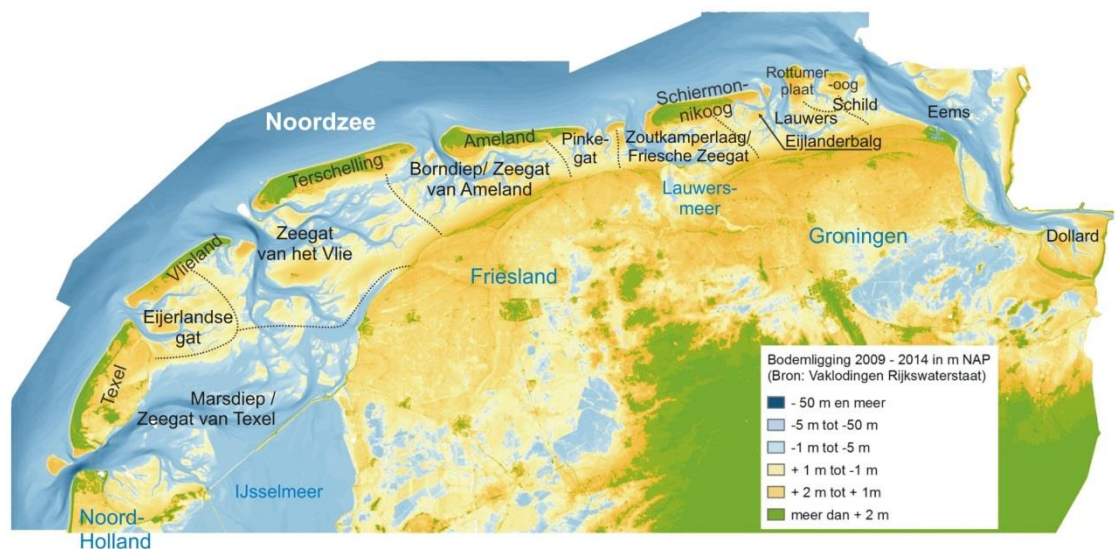 Noordzee
Texel
Vlieland
Terschelling
Ameland
Schiermon-
nikoog
Rottumer
plaat
-oog
Schild
Lauwers
Eijlanderbalg
Eems
Pinke-
gat
Zoutkamperlaag/
Friesche Zeegat
Borndiep/ Zeegat
van Ameland
Zeegat
van het Vlie
Eijerlandse
gat
Marsdiep /
Zeegat van Texel
Lauwers-
meer
Groningen
Friesland
Dollard
IJsselmeer
Noord-
Holland
Bodemligging 2009 - 2014 in m NAP
(Bron: Vaklodingen Rijkswaterstaat)
- 50 m en meer
-5 m tot -50 m
-1 m tot -5 m
+ 1 m tot -1 m
+ 2 m tot + 1m
meer dan + 2 m